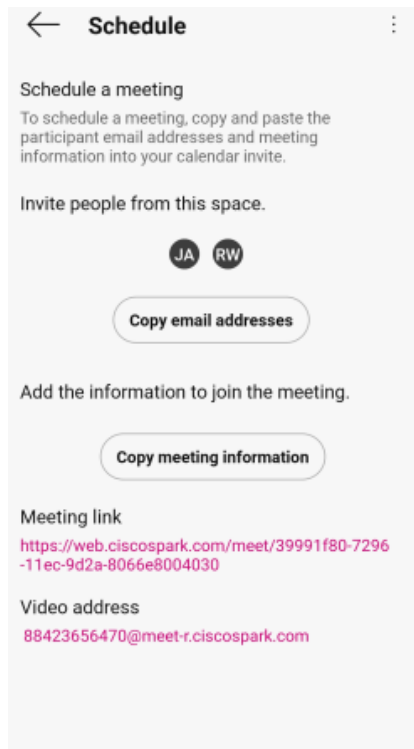 Schedule
Schedule a meeting
To schedule a meeting, copy and paste the
participant email addresses and meeting
information into your calendar invite.
Invite people from this space.
JA RW
Copy email addresses
Add the information to join the meeting.
Copy meeting information
Meeting link
https://web.ciscospark.com/meet/39991f80-7296
-11ec-9d2a-8066e8004030
Video address
88423656470@meet-r.ciscospark.com